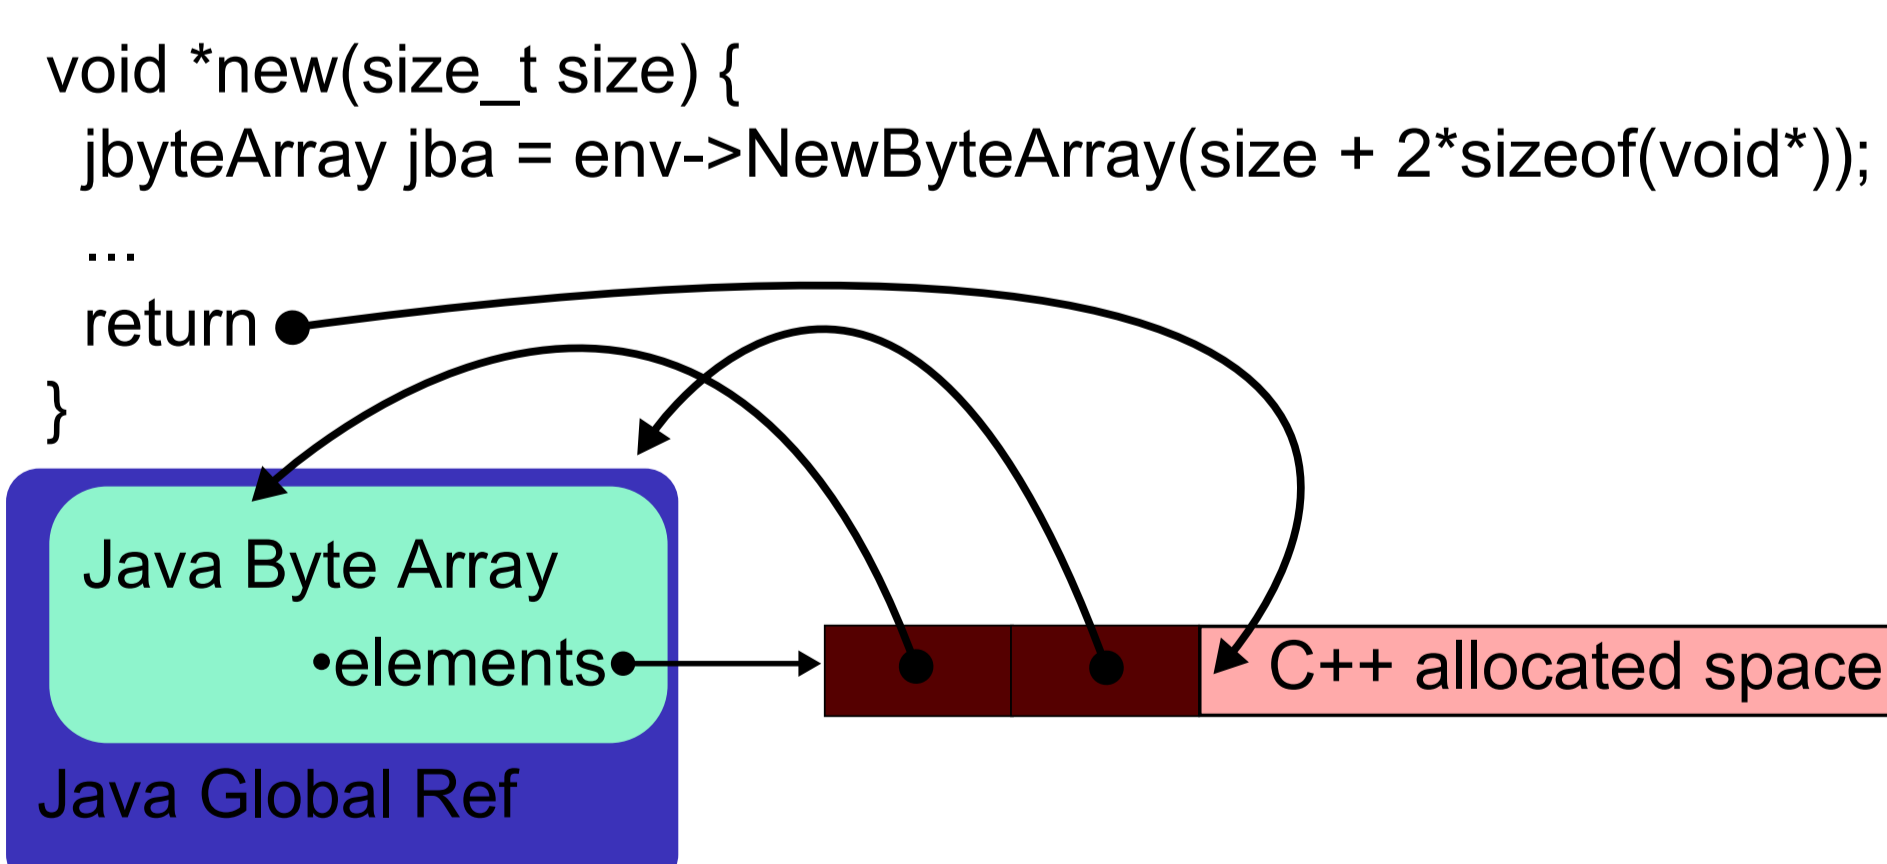 void *new(size_t size) {
jbyteArray jba = env->NewByteArray(size + 2*sizeof(void*));
...
return
}
Java Byte Array
•elements
C++ allocated space
Java Global Ref